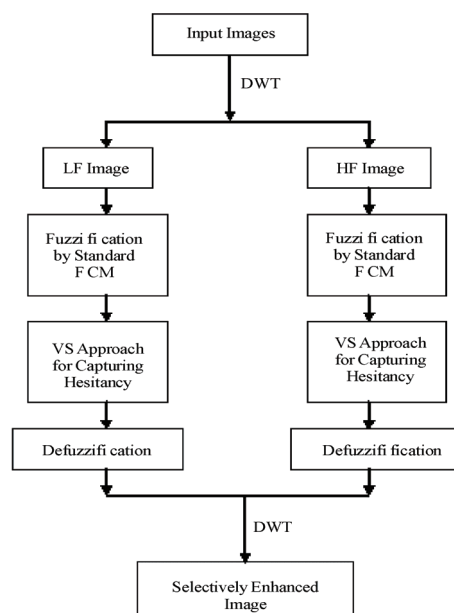 Input Images
DWT
LF Image
HF Image
Fuzzi fi cation
by Standard
F CM
Fuzzi fi cation
by Standard
F CM
VS Approach
for Capturing
Hesitancy
VS Approach
for Capturing
Hesitancy
Defuzzifi cation
Defuzzifi fication
DWT
Selectively Enhanced
Image